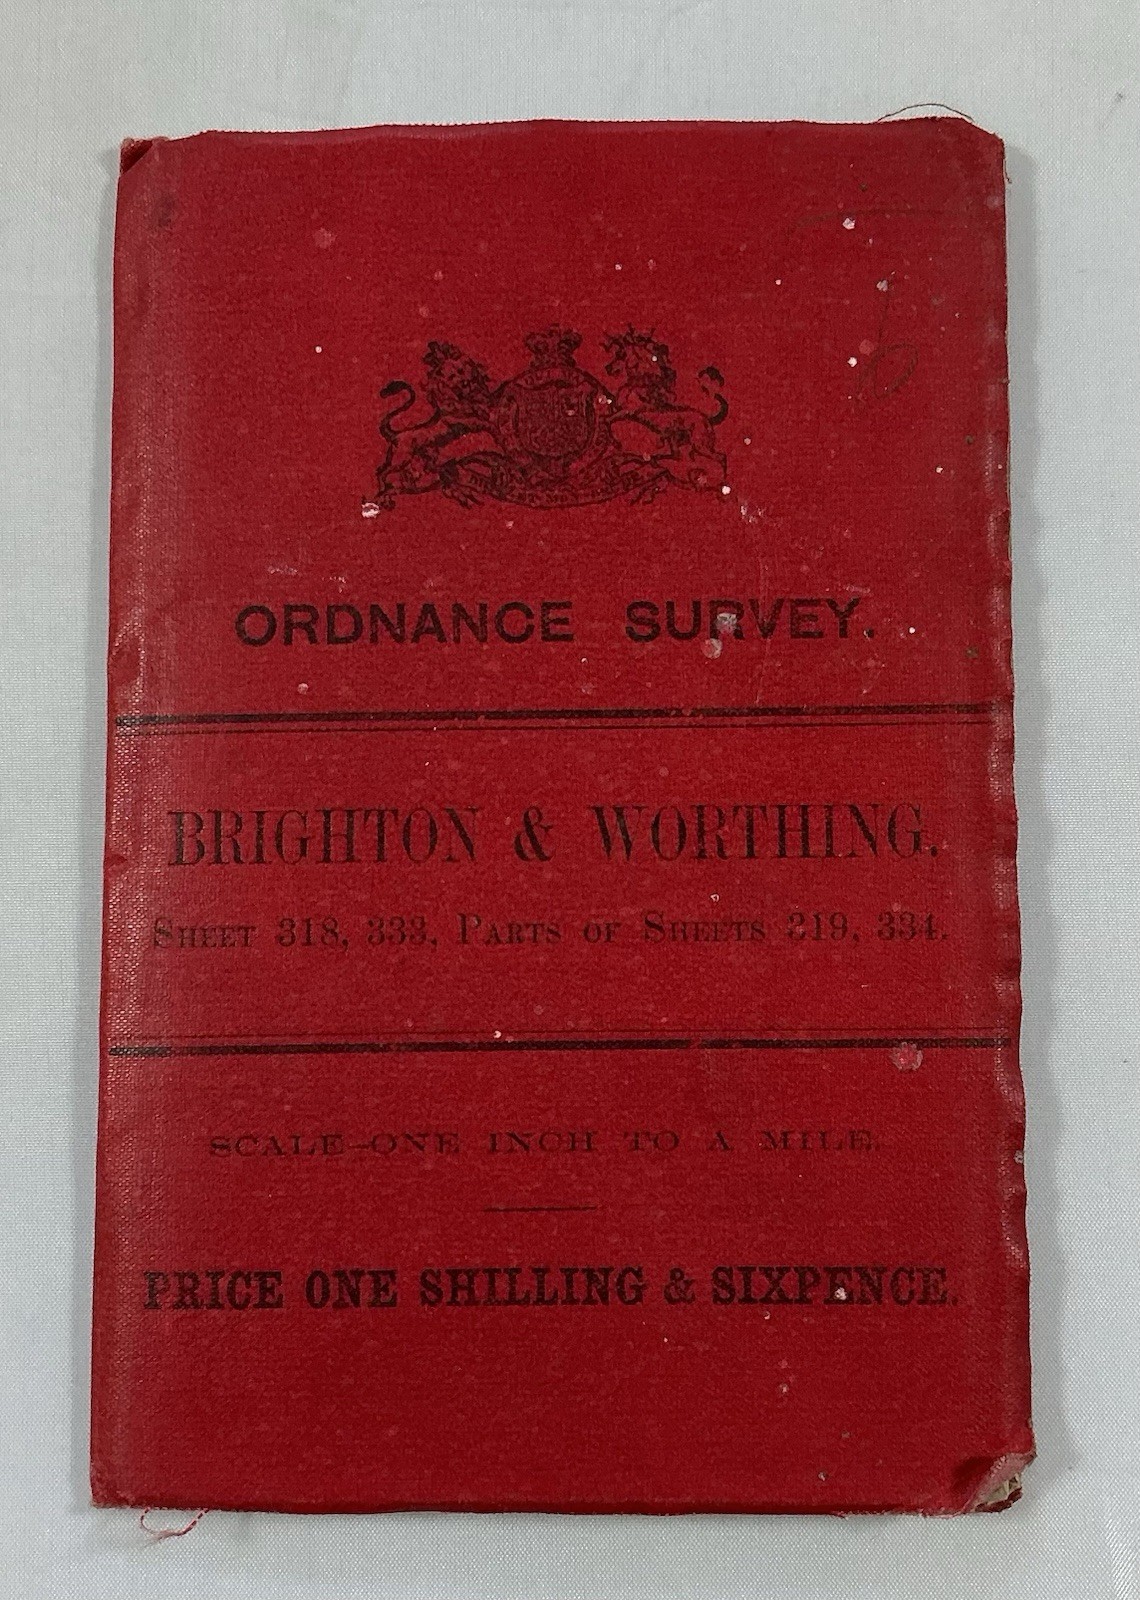 ORDNANCE SURVEY.
BRIGHTON & WORTHING.
SHEET 318, 333, PARTS OF SHEETS 319, 334.
SCALE-ONE INCH TO A MILE.
PRICE ONE SHILLING & SIXPENCE.